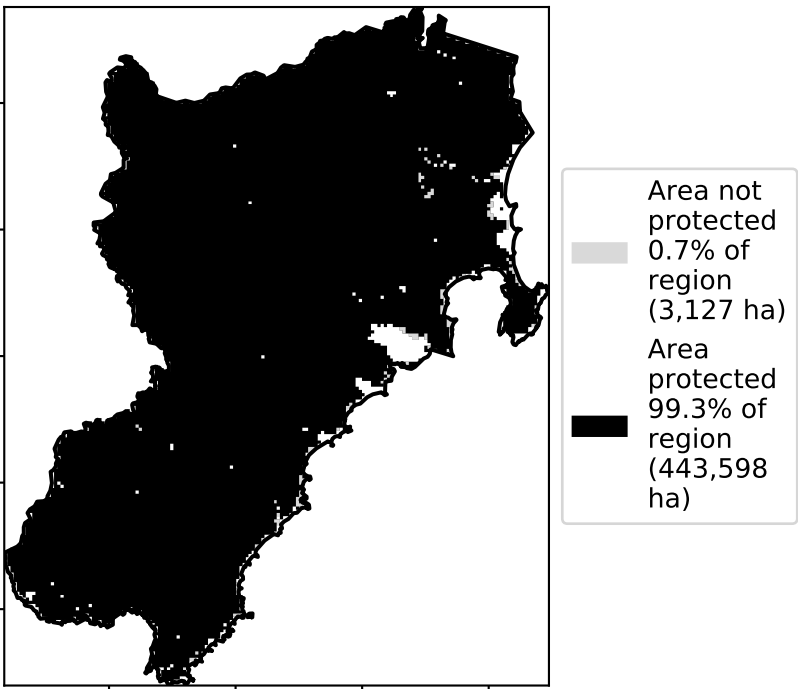 Area not
protected
0.7% of
region
(3,127 ha)
Area
protected
99.3% of
region
(443,598
ha)